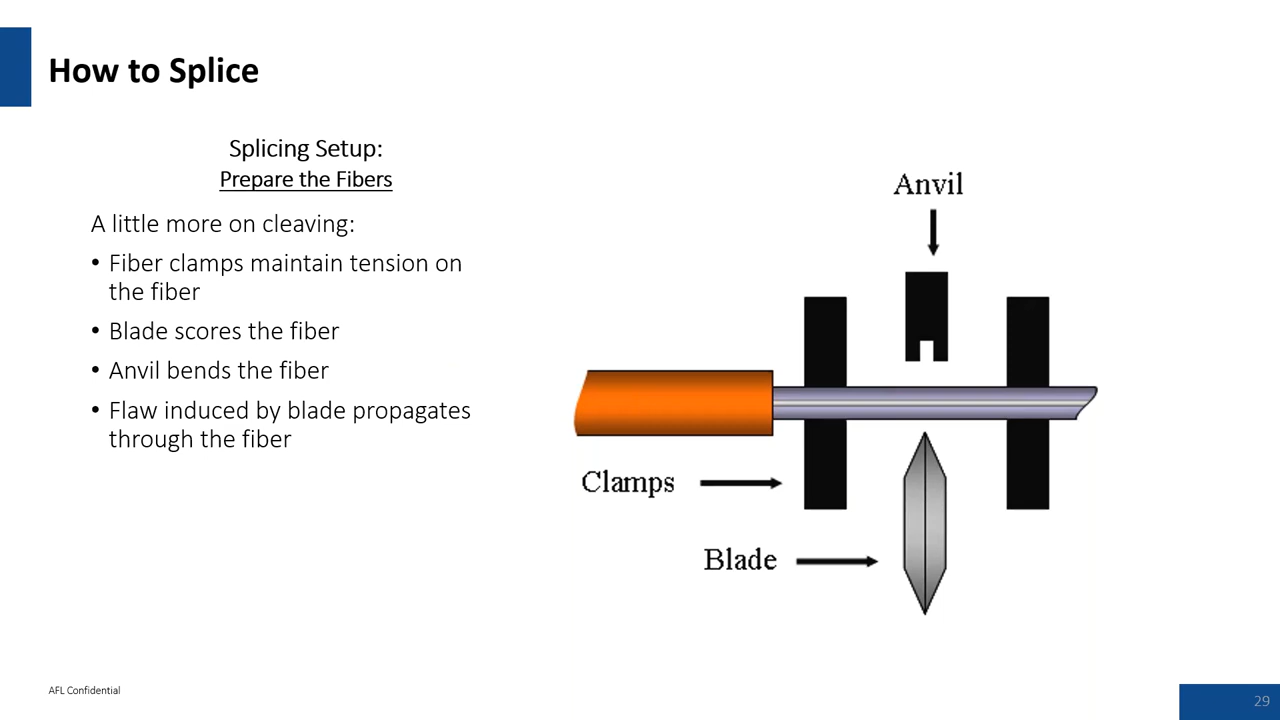 How to Splice
Splicing Setup:
Prepare the Fibers
A little more on cleaving:
• Fiber clamps maintain tension on
the fiber
• Blade scores the fiber
• Anvil bends the fiber
• Flaw induced by blade propagates
through the fiber
Anvil
Clamps
Blade
AFL Confidential
29